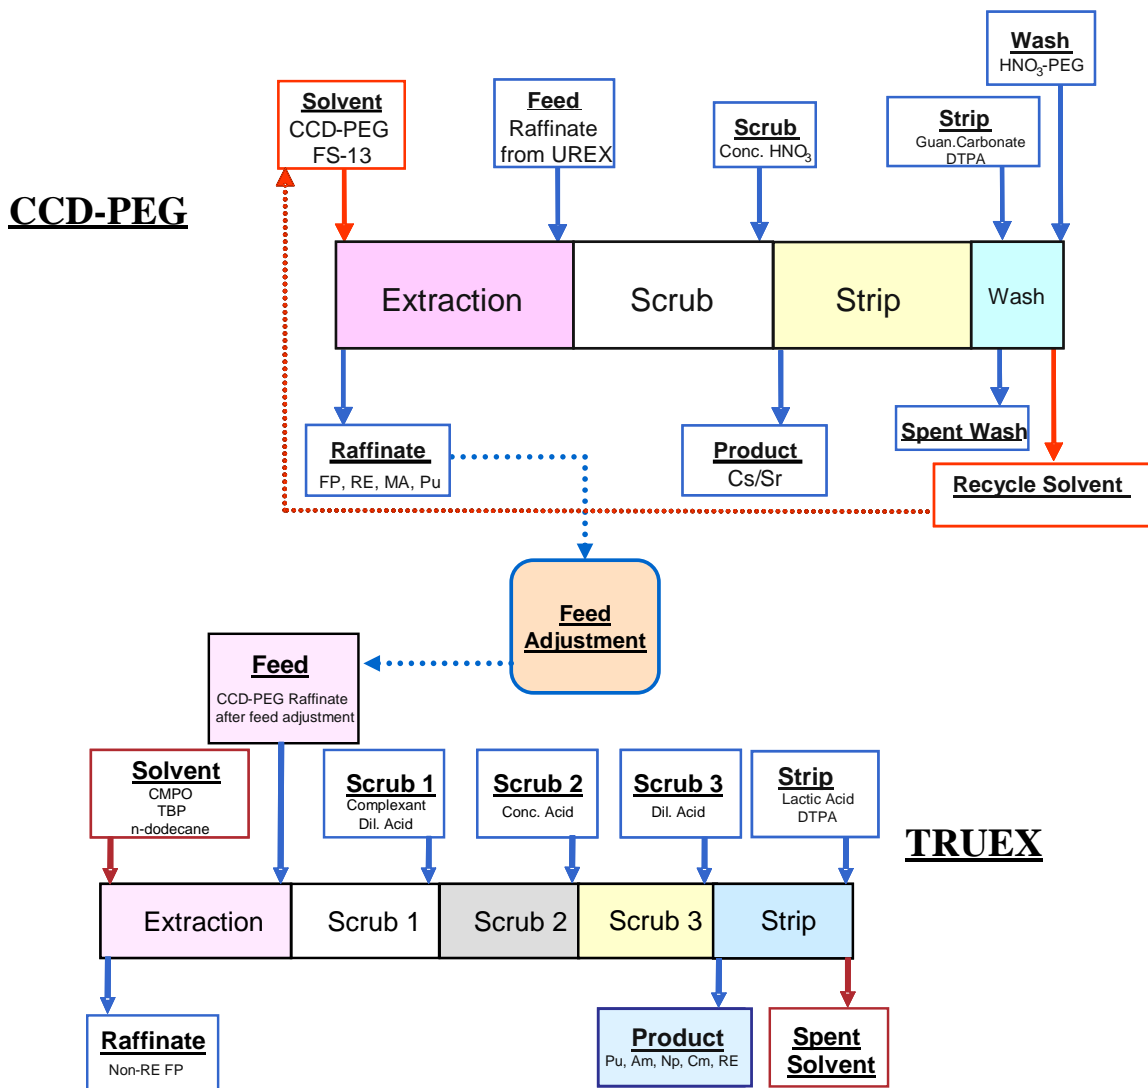 Wash
HNO3-PEG
Solvent
CCD-PEG
FS-13
Feed
Raffinate
from UREX
Scrub
Conc. HNO3
Strip
Guan.Carbonate
DTPA
CCD-PEG
Extraction
Scrub
Strip
Wash
Raffinate
FP, RE, MA, Pu
Product
Cs/Sr
Spent Wash
Recycle Solvent
Feed
Adjustment
Feed
CCD-PEG Raffinate
after feed adjustment
Solvent
CMPO
TBP
n-dodecane
Scrub 1
Complexant
Dil. Acid
Scrub 2
Conc. Acid
Scrub 3
Dil. Acid
Strip
Lactic Acid
DTPA
TRUEX
Extraction
Scrub 1
Scrub 2
Scrub 3
Strip
Raffinate
Non-RE FP
Product
Pu, Am, Np, Cm, RE
Spent
Solvent